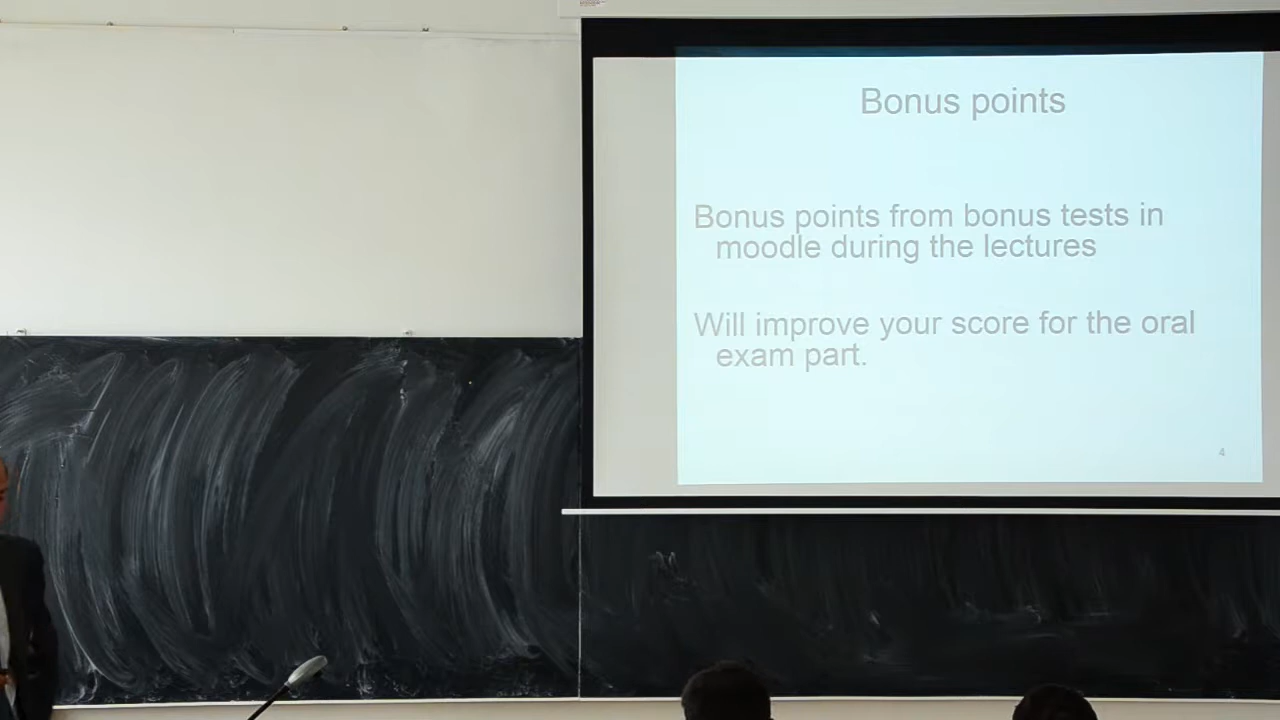 Bonus points
Bonus points from bonus tests in
moodle during the lectures
Will improve your score for the oral
exam part.
4